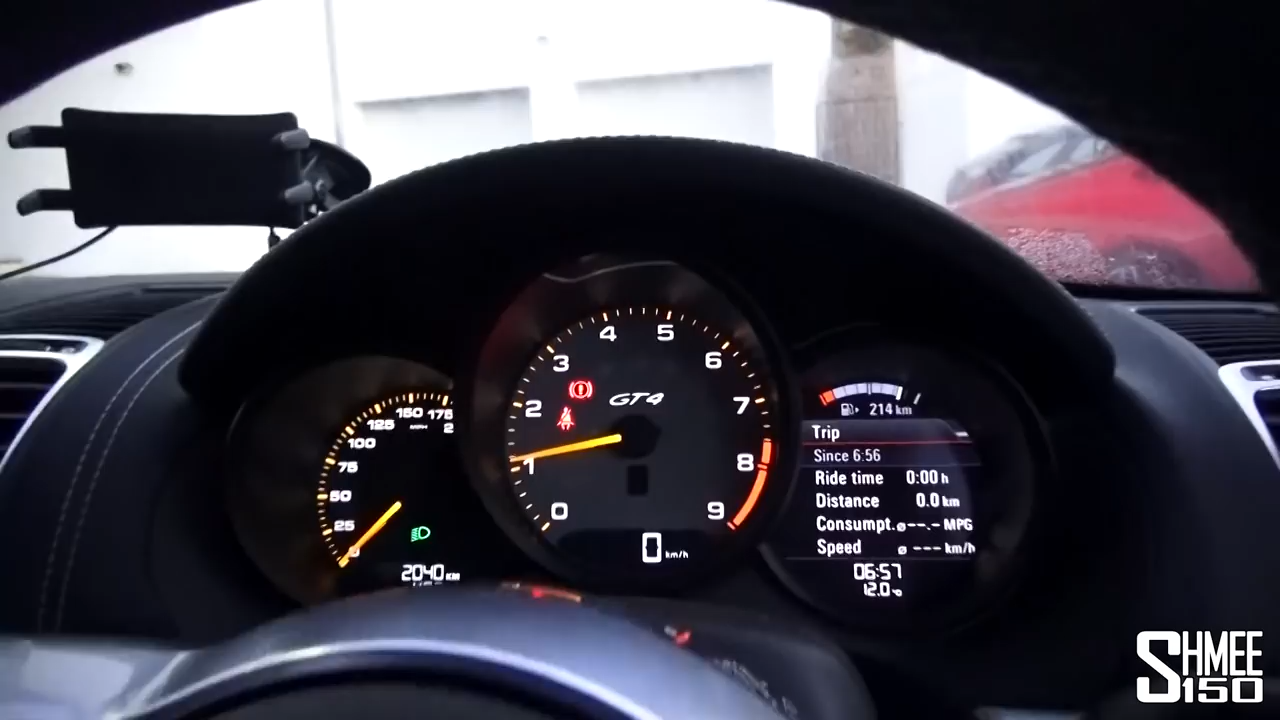 0 1 2 3 4 5 6 7 8 9
GT4
0 km/h
25 50 75 100 125 150 175
MPH
2040 KM
214 km
Trip
Since 6:56
Ride time 0:00 h
Distance 0.0 km
Consumpt. ø--.- MPG
Speed ø --- km/h
06:57
12.0 °C
SHMEE
150